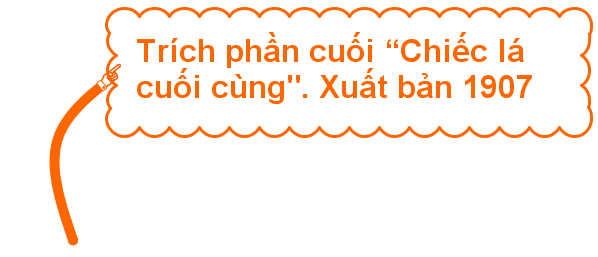 Trích phần cuối “Chiếc lá
cuối cùng". Xuất bản 1907